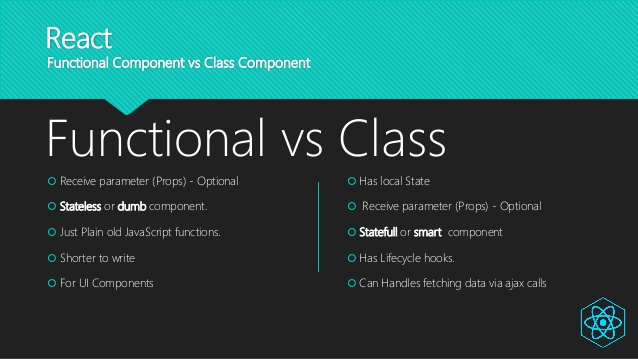 React
Functional Component vs Class Component
Functional vs Class
Receive parameter (Props) - Optional
Stateless or dumb component.
Just Plain old JavaScript functions.
Shorter to write
For UI Components
Has local State
Receive parameter (Props) - Optional
Statefull or smart component
Has Lifecycle hooks.
Can Handles fetching data via ajax calls